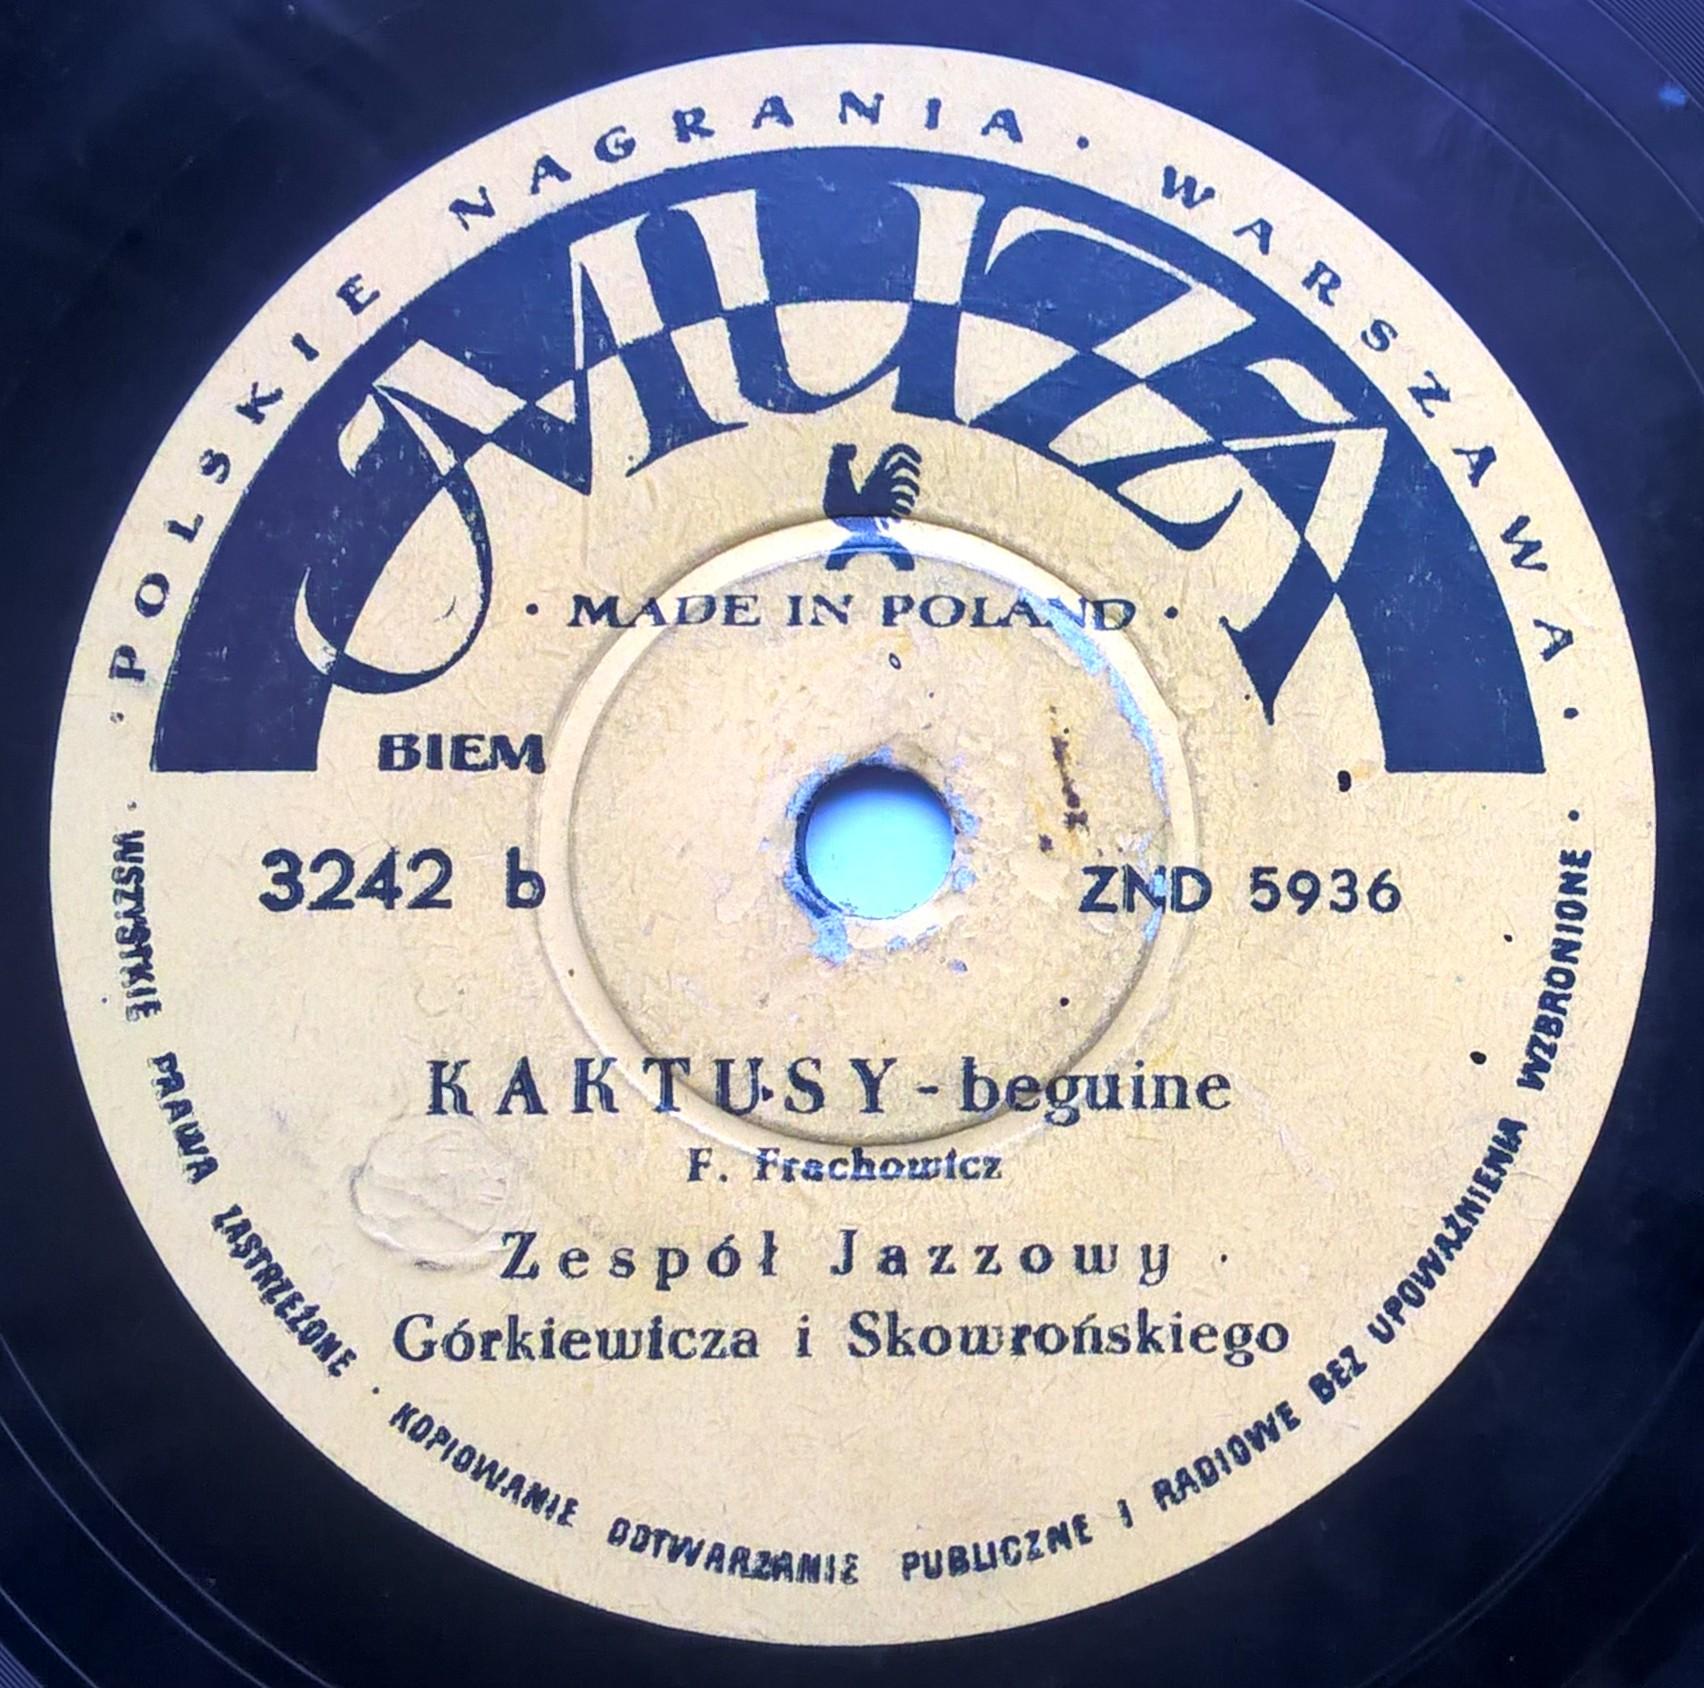 · POLSKIE NAGRANIA · WARSZAWA ·
MUZA
· MADE IN POLAND ·
BIEM
3242 b
ZND 5936
KAKTUSY - beguine
F. Frachowicz
Zespół Jazzowy
Górkiewicza i Skowrońskiego
· WSZYSTKIE PRAWA ZASTRZEŻONE · KOPIOWANIE ODTWARZANIE PUBLICZNE I RADIOWE BEZ UPOWAŻNIENIA WZBRONIONE ·